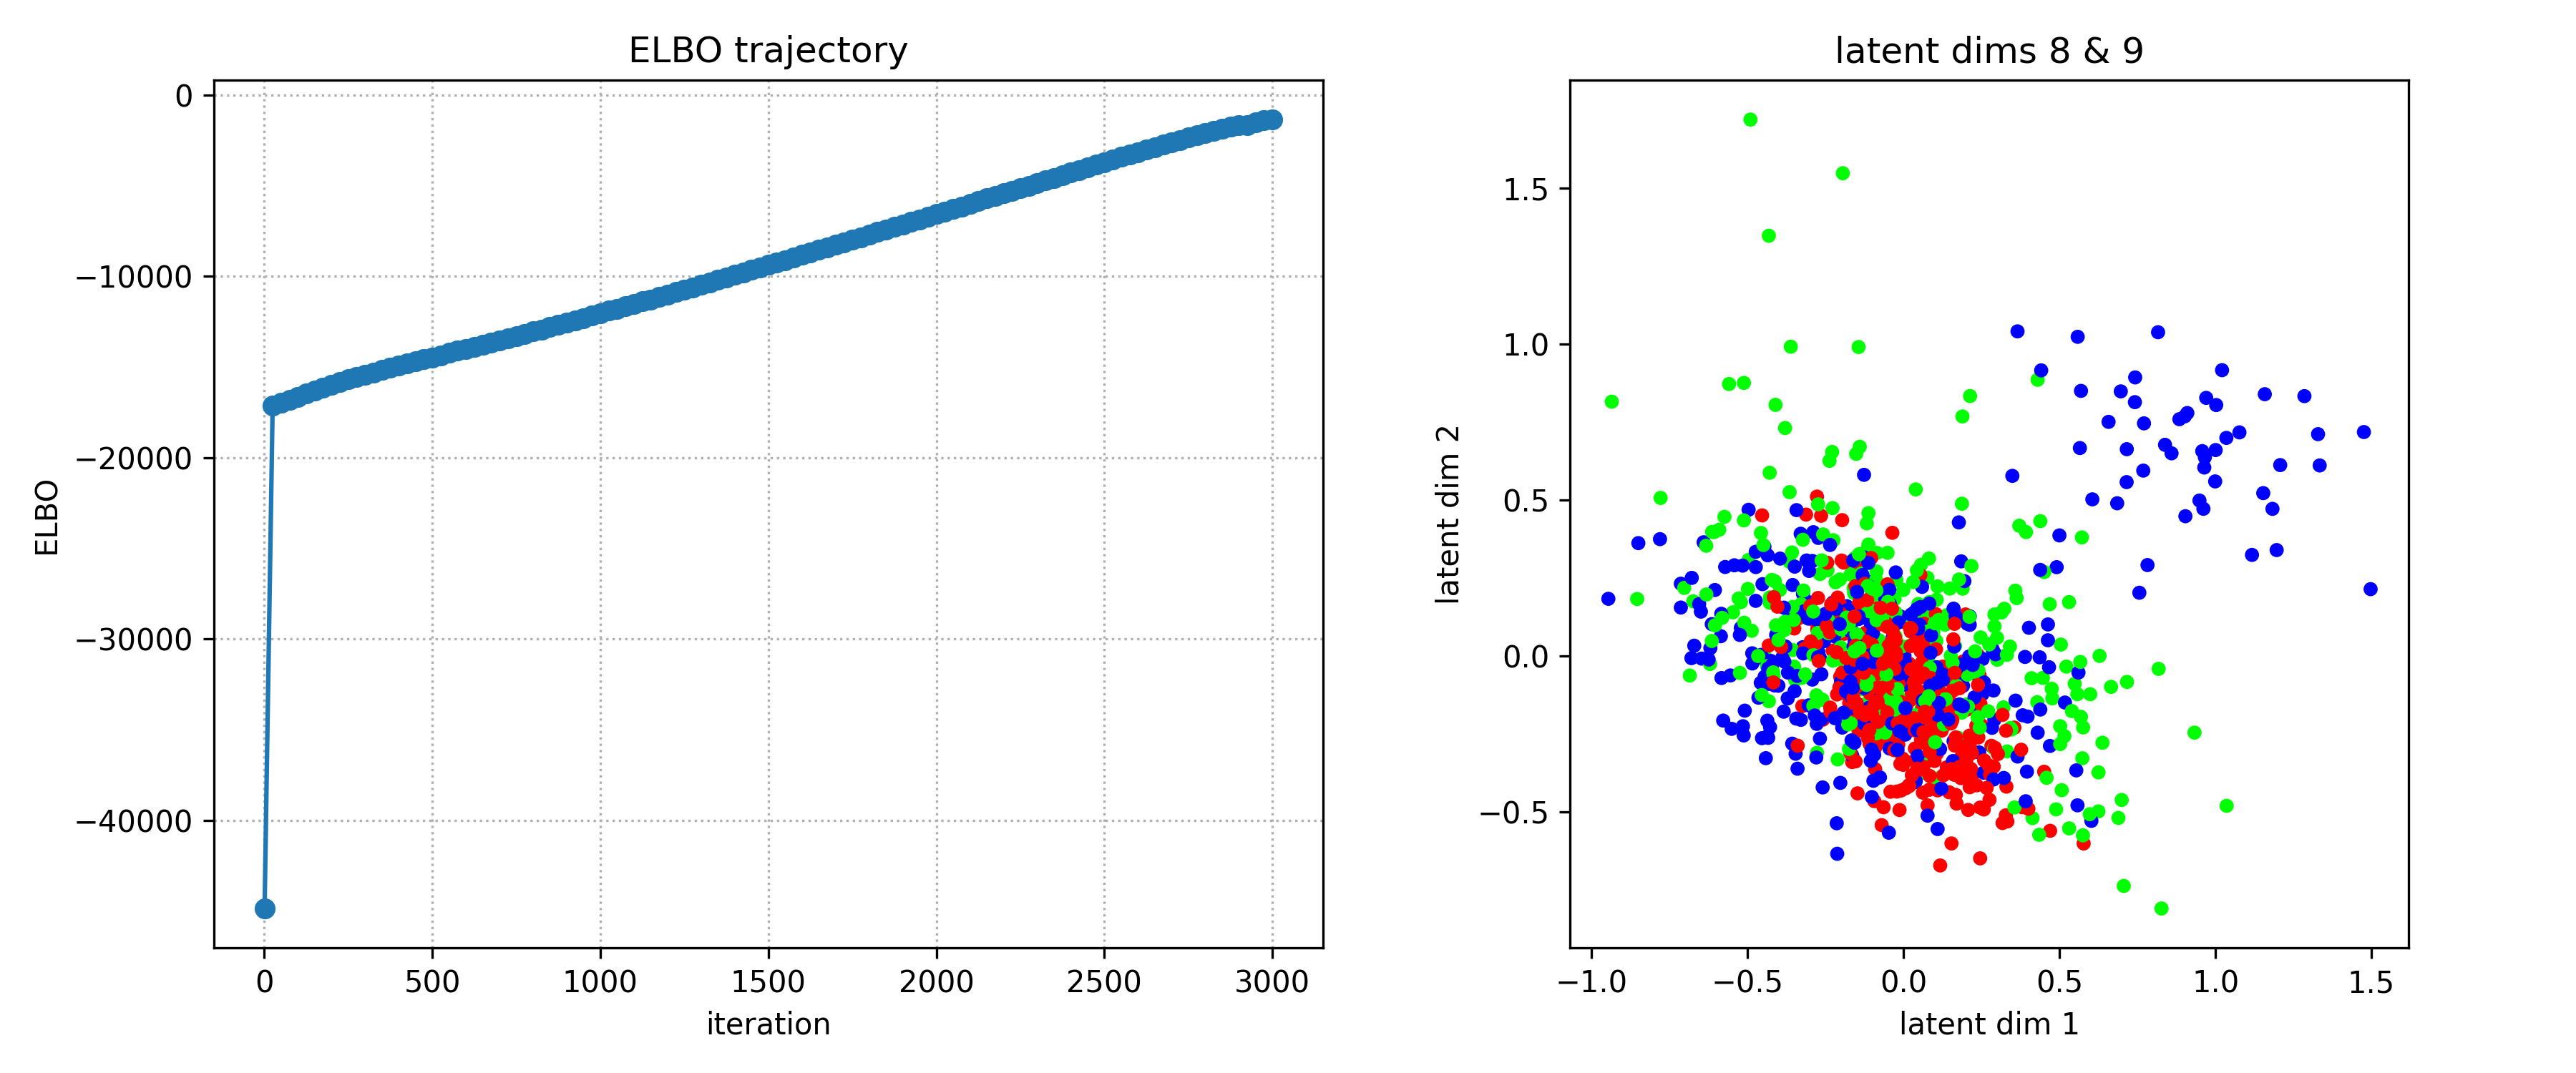 ELBO trajectory
0
−10000
−20000
−30000
−40000
ELBO
0 500 1000 1500 2000 2500 3000
iteration
latent dims 8 & 9
1.5
1.0
0.5
0.0
−0.5
latent dim 2
−1.0 −0.5 0.0 0.5 1.0 1.5
latent dim 1